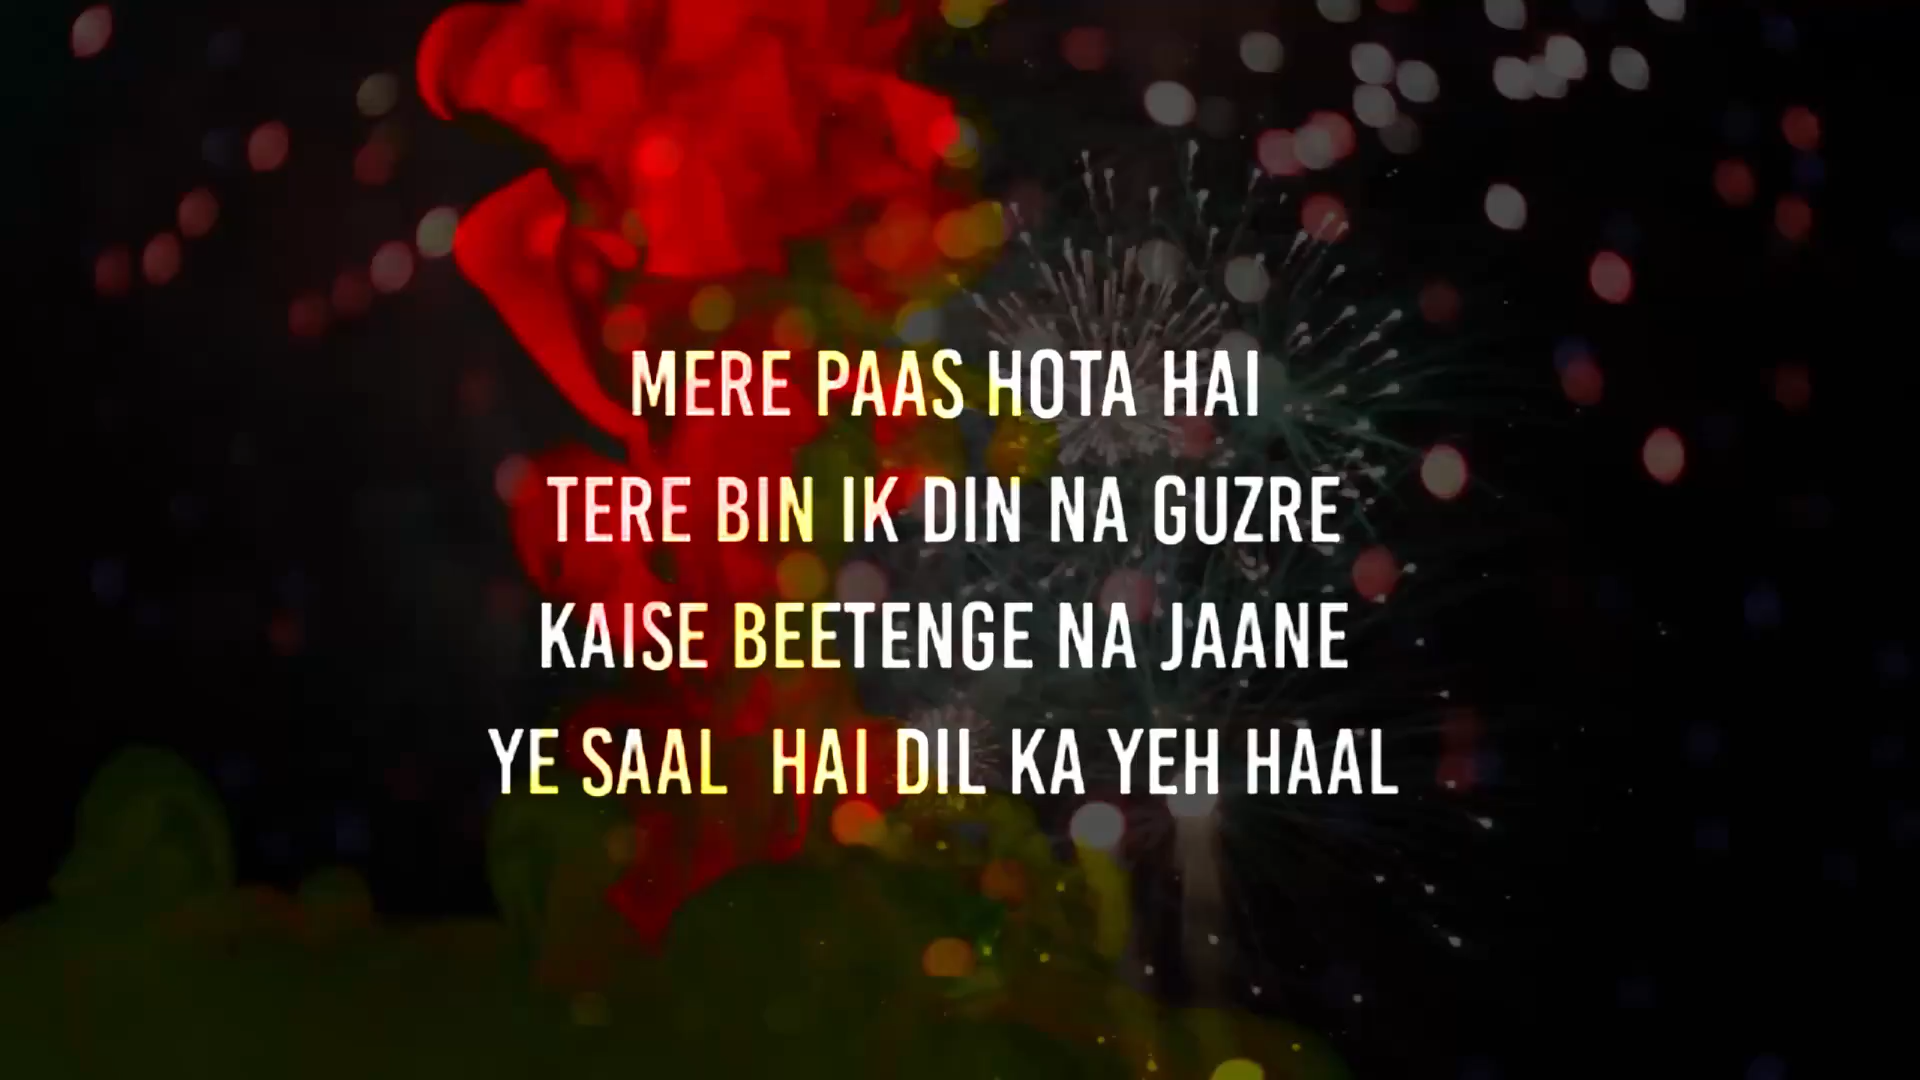 MERE PAAS HOTA HAI
TERE BIN IK DIN NA GUZRE
KAISE BEETENGE NA JAANE
YE SAAL  HAI DIL KA YEH HAAL